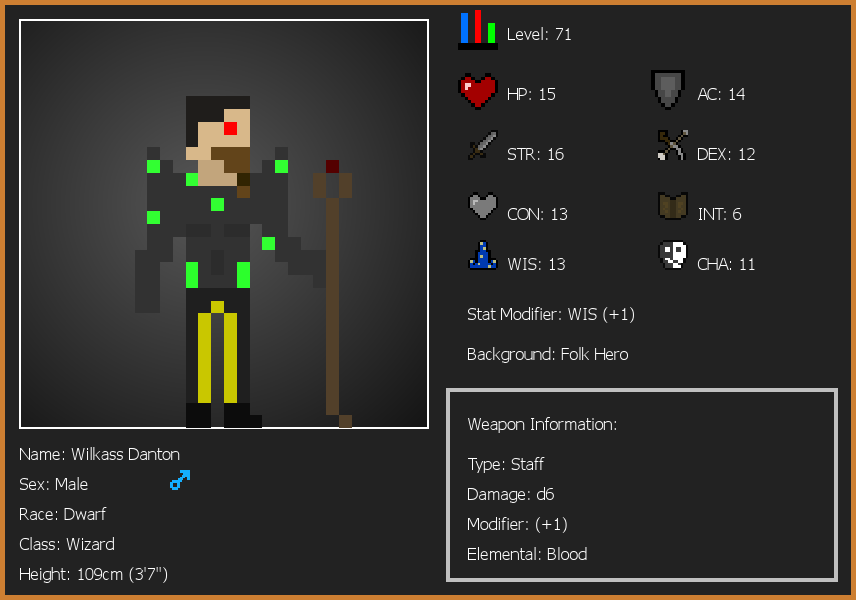 Level: 71
HP: 15
AC: 14
STR: 16
DEX: 12
CON: 13
INT: 6
WIS: 13
CHA: 11
Stat Modifier: WIS (+1)
Background: Folk Hero
Weapon Information:
Type: Staff
Damage: d6
Modifier: (+1)
Elemental: Blood
Name: Wilkass Danton
Sex: Male
Race: Dwarf
Class: Wizard
Height: 109cm (3'7")